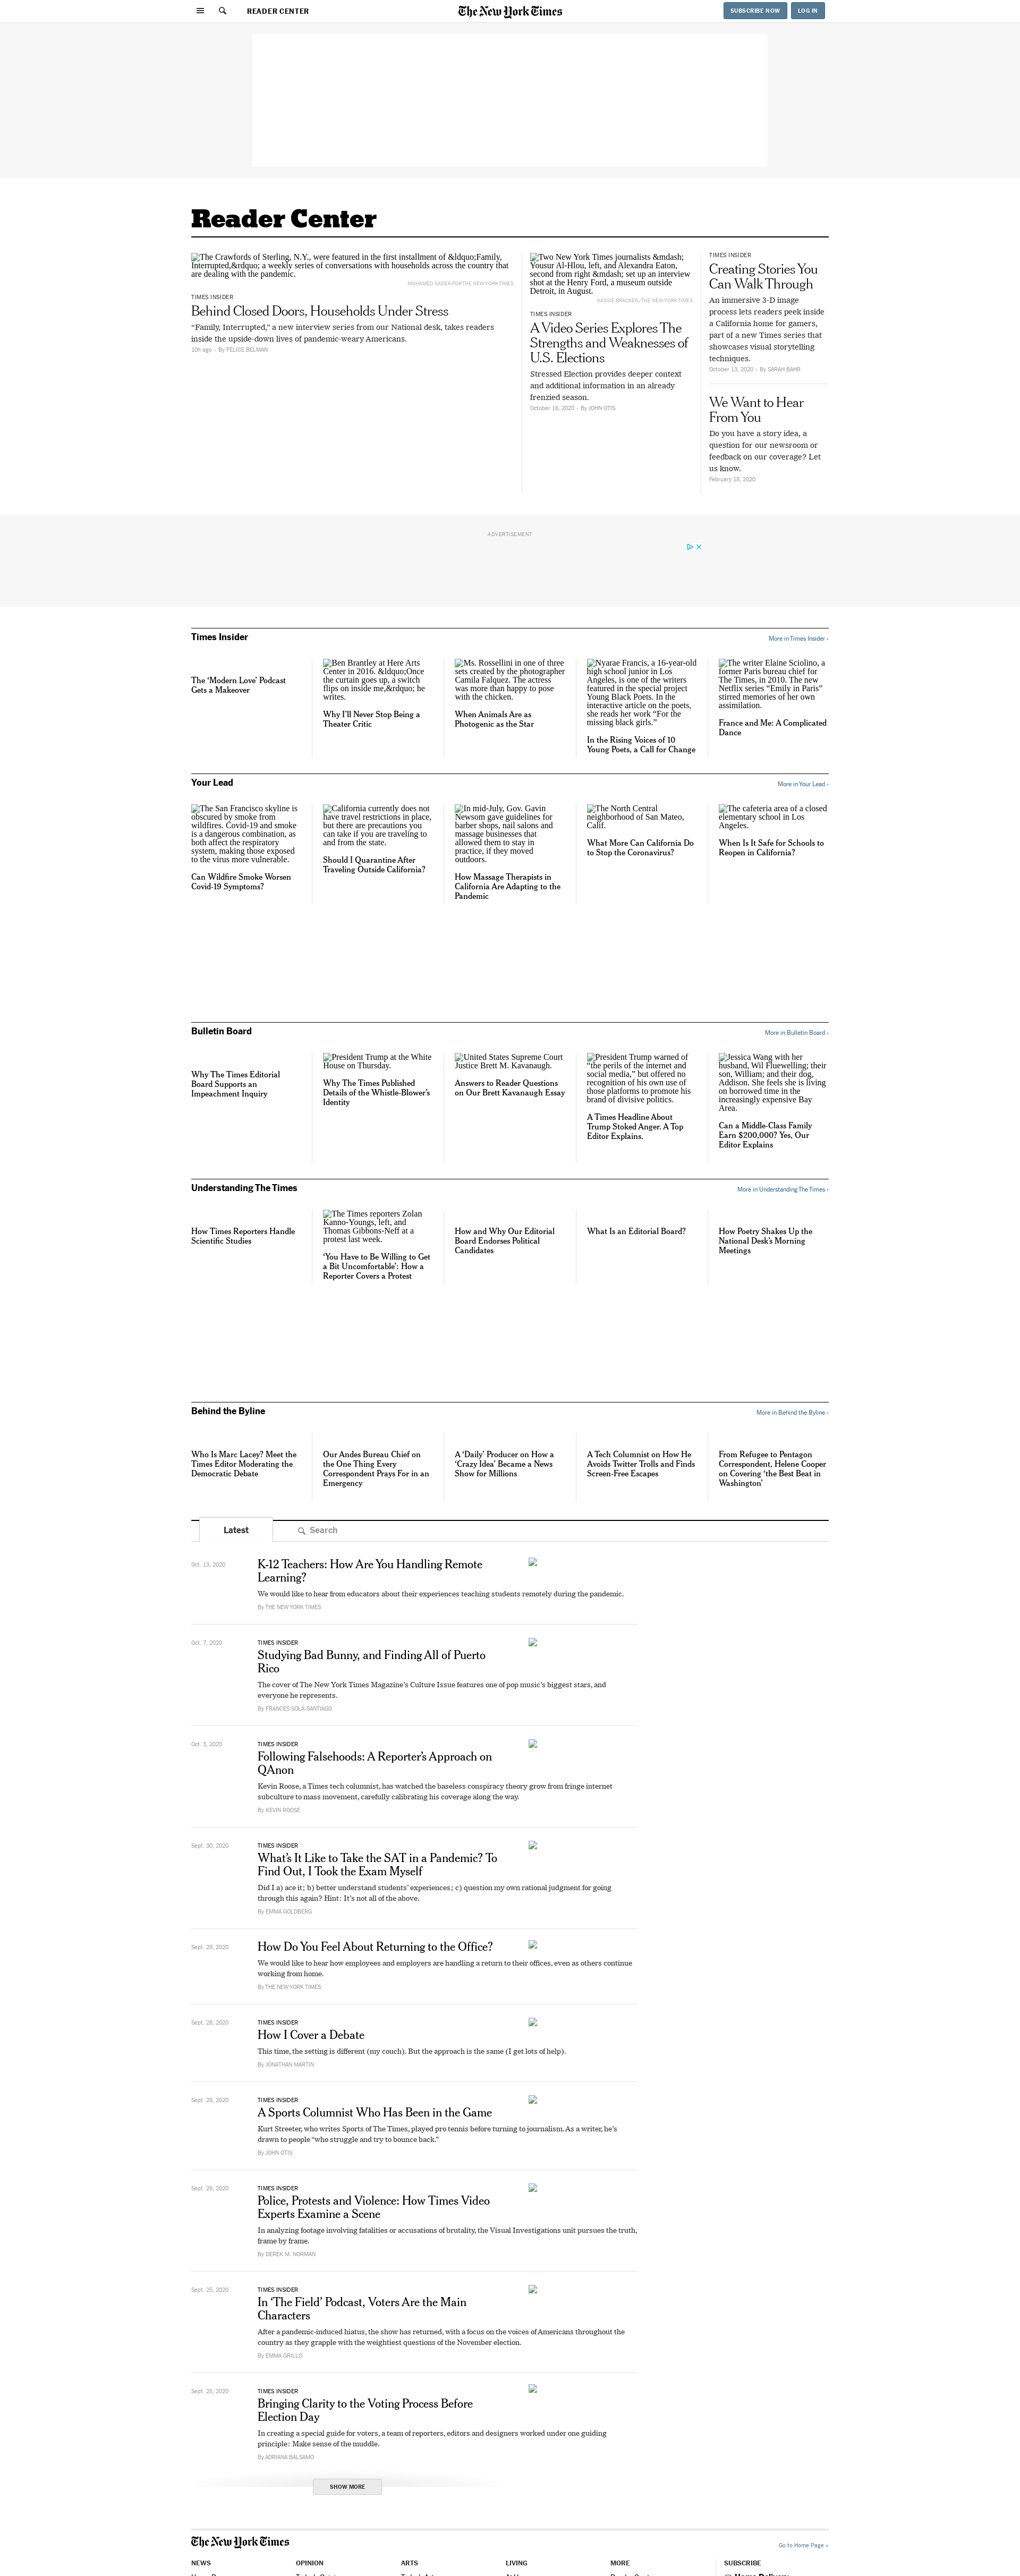 READER CENTER
The New York Times
SUBSCRIBE NOW
LOG IN
Reader Center
The Crawfords of Sterling, N.Y., were featured in the first installment of &ldquo;Family,
Interrupted,&rdquo; a weekly series of conversations with households across the country that
are dealing with the pandemic.
MOHAMED SADEK FOR THE NEW YORK TIMES
TIMES INSIDER
Behind Closed Doors, Households Under Stress
“Family, Interrupted,” a new interview series from our National desk, takes readers
inside the upside-down lives of pandemic-weary Americans.
10h ago · By FELICE BELMAN
Two New York Times journalists &mdash;
Yousur Al-Hlou, left, and Alexandra Eaton,
second from right &mdash; set up an interview
shot at the Henry Ford, a museum outside
Detroit, in August.
KASSIE BRACKEN/THE NEW YORK TIMES
TIMES INSIDER
A Video Series Explores The
Strengths and Weaknesses of
U.S. Elections
Stressed Election provides deeper context
and additional information in an already
frenzied season.
October 16, 2020 · By JOHN OTIS
TIMES INSIDER
Creating Stories You
Can Walk Through
An immersive 3-D image
process lets readers peek inside
a California home for gamers,
part of a new Times series that
showcases visual storytelling
techniques.
October 13, 2020 · By SARAH BAHR
We Want to Hear
From You
Do you have a story idea, a
question for our newsroom or
feedback on our coverage? Let
us know.
February 18, 2020
ADVERTISEMENT
Times Insider
More in Times Insider ›
The ‘Modern Love’ Podcast
Gets a Makeover
Ben Brantley at Here Arts
Center in 2016. &ldquo;Once
the curtain goes up, a switch
flips on inside me,&rdquo; he
writes.
Why I’ll Never Stop Being a
Theater Critic
Ms. Rossellini in one of three
sets created by the photographer
Camila Falquez. The actress
was more than happy to pose
with the chicken.
When Animals Are as
Photogenic as the Star
Nyarae Francis, a 16-year-old
high school junior in Los
Angeles, is one of the writers
featured in the special project
Young Black Poets. In the
interactive article on the poets,
she reads her work “For the
missing black girls.”
In the Rising Voices of 10
Young Poets, a Call for Change
The writer Elaine Sciolino, a
former Paris bureau chief for
The Times, in 2010. The new
Netflix series “Emily in Paris”
stirred memories of her own
assimilation.
France and Me: A Complicated
Dance
Your Lead
More in Your Lead ›
The San Francisco skyline is
obscured by smoke from
wildfires. Covid-19 and smoke
is a dangerous combination, as
both affect the respiratory
system, making those exposed
to the virus more vulnerable.
Can Wildfire Smoke Worsen
Covid-19 Symptoms?
California currently does not
have travel restrictions in place,
but there are precautions you
can take if you are traveling to
and from the state.
Should I Quarantine After
Traveling Outside California?
In mid-July, Gov. Gavin
Newsom gave guidelines for
barber shops, nail salons and
massage businesses that
allowed them to stay in
practice, if they moved
outdoors.
How Massage Therapists in
California Are Adapting to the
Pandemic
The North Central
neighborhood of San Mateo,
Calif.
What More Can California Do
to Stop the Coronavirus?
The cafeteria area of a closed
elementary school in Los
Angeles.
When Is It Safe for Schools to
Reopen in California?
Bulletin Board
More in Bulletin Board ›
Why The Times Editorial
Board Supports an
Impeachment Inquiry
President Trump at the White
House on Thursday.
Why The Times Published
Details of the Whistle-Blower’s
Identity
United States Supreme Court
Justice Brett M. Kavanaugh.
Answers to Reader Questions
on Our Brett Kavanaugh Essay
President Trump warned of
“the perils of the internet and
social media,” but offered no
recognition of his own use of
those platforms to promote his
brand of divisive politics.
A Times Headline About
Trump Stoked Anger. A Top
Editor Explains.
Jessica Wang with her
husband, Wil Fluewelling; their
son, William; and their dog,
Addison. She feels she is living
on borrowed time in the
increasingly expensive Bay
Area.
Can a Middle-Class Family
Earn $200,000? Yes, Our
Editor Explains
Understanding The Times
More in Understanding The Times ›
How Times Reporters Handle
Scientific Studies
The Times reporters Zolan
Kanno-Youngs, left, and
Thomas Gibbons-Neff at a
protest last week.
‘You Have to Be Willing to Get
a Bit Uncomfortable’: How a
Reporter Covers a Protest
How and Why Our Editorial
Board Endorses Political
Candidates
What Is an Editorial Board?
How Poetry Shakes Up the
National Desk’s Morning
Meetings
Behind the Byline
More in Behind the Byline ›
Who Is Marc Lacey? Meet the
Times Editor Moderating the
Democratic Debate
Our Andes Bureau Chief on
the One Thing Every
Correspondent Prays For in an
Emergency
A ‘Daily’ Producer on How a
‘Crazy Idea’ Became a News
Show for Millions
A Tech Columnist on How He
Avoids Twitter Trolls and Finds
Screen-Free Escapes
From Refugee to Pentagon
Correspondent, Helene Cooper
on Covering ‘the Best Beat in
Washington’
Latest
Search
Oct. 13, 2020
K-12 Teachers: How Are You Handling Remote
Learning?
We would like to hear from educators about their experiences teaching students remotely during the pandemic.
By THE NEW YORK TIMES
Oct. 7, 2020
TIMES INSIDER
Studying Bad Bunny, and Finding All of Puerto
Rico
The cover of The New York Times Magazine’s Culture Issue features one of pop music’s biggest stars, and
everyone he represents.
By FRANCES SOLÁ-SANTIAGO
Oct. 3, 2020
TIMES INSIDER
Following Falsehoods: A Reporter’s Approach on
QAnon
Kevin Roose, a Times tech columnist, has watched the baseless conspiracy theory grow from fringe internet
subculture to mass movement, carefully calibrating his coverage along the way.
By KEVIN ROOSE
Sept. 30, 2020
TIMES INSIDER
What’s It Like to Take the SAT in a Pandemic? To
Find Out, I Took the Exam Myself
Did I a) ace it; b) better understand students’ experiences; c) question my own rational judgment for going
through this again? Hint: It’s not all of the above.
By EMMA GOLDBERG
Sept. 29, 2020
How Do You Feel About Returning to the Office?
We would like to hear how employees and employers are handling a return to their offices, even as others continue
working from home.
By THE NEW YORK TIMES
Sept. 28, 2020
TIMES INSIDER
How I Cover a Debate
This time, the setting is different (my couch). But the approach is the same (I get lots of help).
By JONATHAN MARTIN
Sept. 28, 2020
TIMES INSIDER
A Sports Columnist Who Has Been in the Game
Kurt Streeter, who writes Sports of The Times, played pro tennis before turning to journalism. As a writer, he’s
drawn to people “who struggle and try to bounce back.”
By JOHN OTIS
Sept. 26, 2020
TIMES INSIDER
Police, Protests and Violence: How Times Video
Experts Examine a Scene
In analyzing footage involving fatalities or accusations of brutality, the Visual Investigations unit pursues the truth,
frame by frame.
By DEREK M. NORMAN
Sept. 25, 2020
TIMES INSIDER
In ‘The Field’ Podcast, Voters Are the Main
Characters
After a pandemic-induced hiatus, the show has returned, with a focus on the voices of Americans throughout the
country as they grapple with the weightiest questions of the November election.
By EMMA GRILLO
Sept. 25, 2020
TIMES INSIDER
Bringing Clarity to the Voting Process Before
Election Day
In creating a special guide for voters, a team of reporters, editors and designers worked under one guiding
principle: Make sense of the muddle.
By ADRIANA BALSAMO
SHOW MORE
The New York Times
Go to Home Page »
NEWS
OPINION
ARTS
LIVING
MORE
SUBSCRIBE